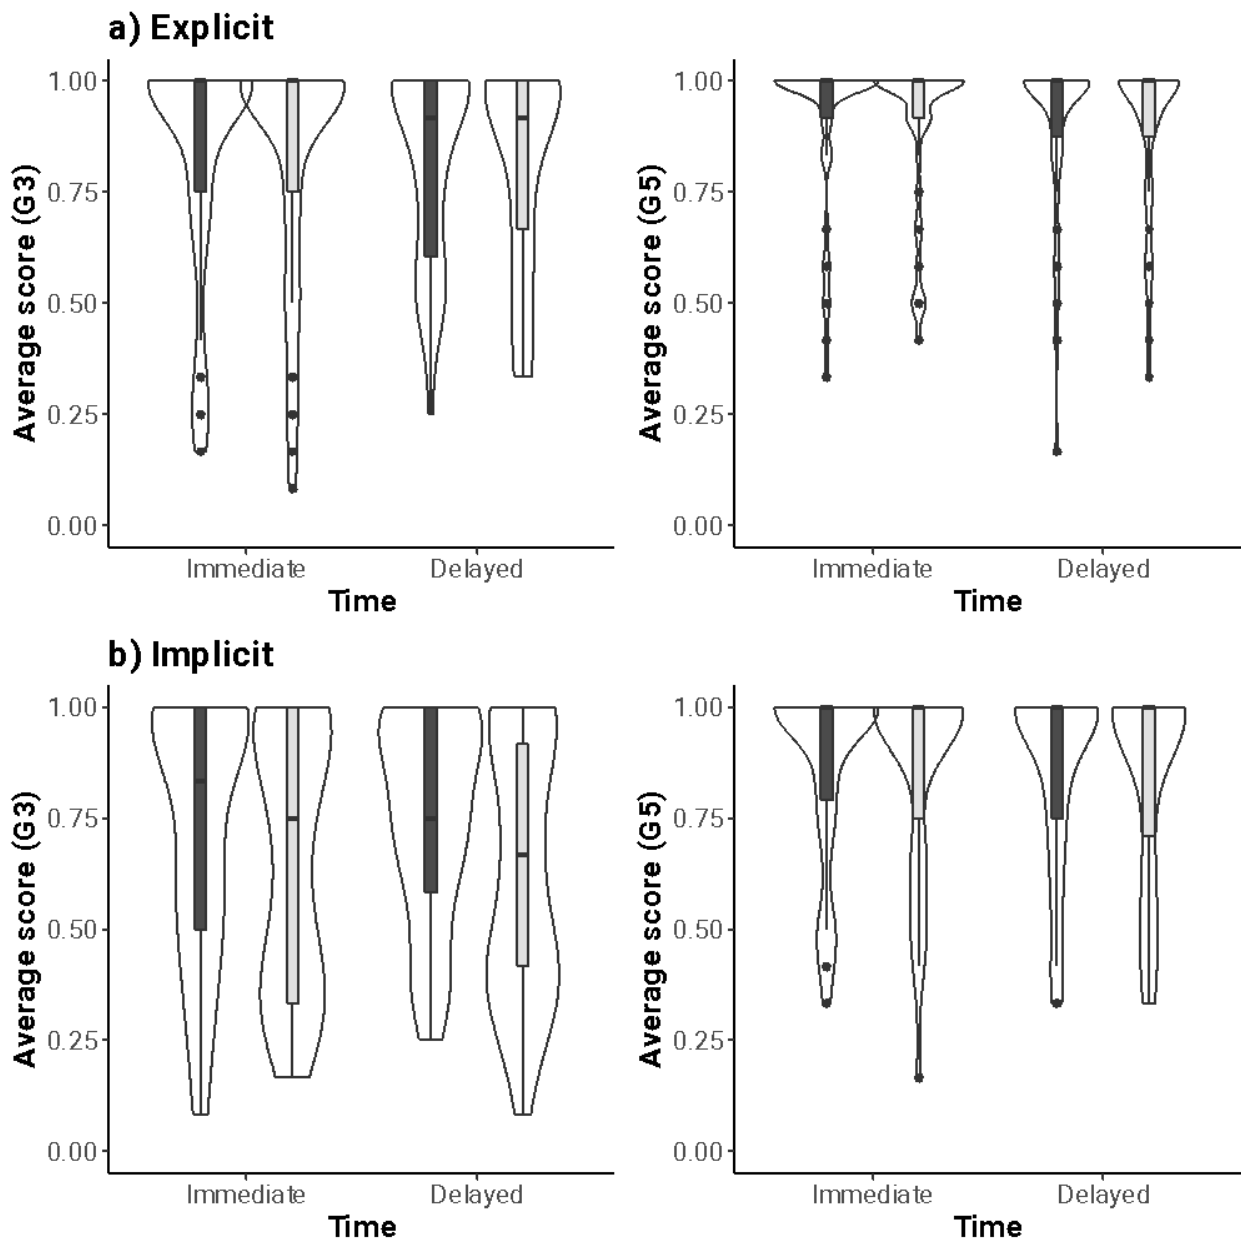 a) Explicit
Average score (G3)
1.00
0.75
0.50
0.25
0.00
Immediate Delayed
Time
Average score (G5)
1.00
0.75
0.50
0.25
0.00
Immediate Delayed
Time
b) Implicit
Average score (G3)
1.00
0.75
0.50
0.25
0.00
Immediate Delayed
Time
Average score (G5)
1.00
0.75
0.50
0.25
0.00
Immediate Delayed
Time